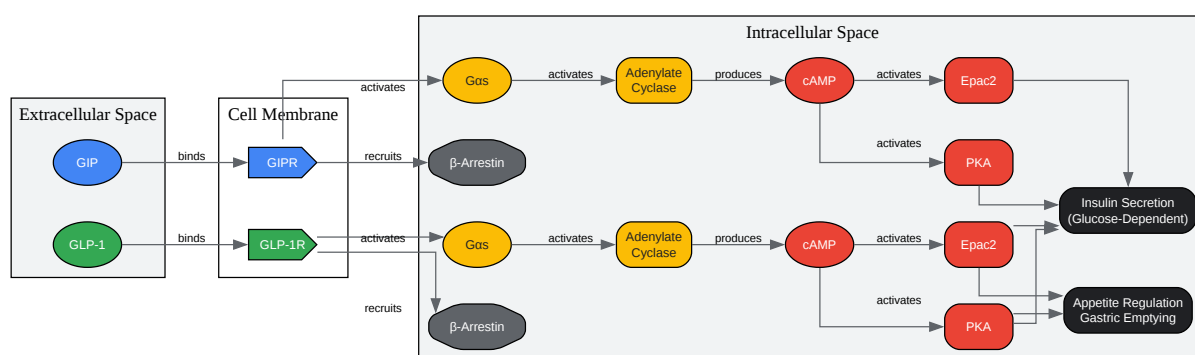 Intracellular Space
Gαs
activates
Adenylate
Cyclase
produces
cAMP
activates
Epac2
activates
Extracellular Space
Cell Membrane
GIP
binds
GIPR
recruits
β-Arrestin
activates
PKA
Insulin Secretion
(Glucose-Dependent)
GLP-1
binds
GLP-1R
activates
Gαs
activates
Adenylate
Cyclase
produces
cAMP
activates
Epac2
recruits
β-Arrestin
activates
PKA
Appetite Regulation
Gastric Emptying